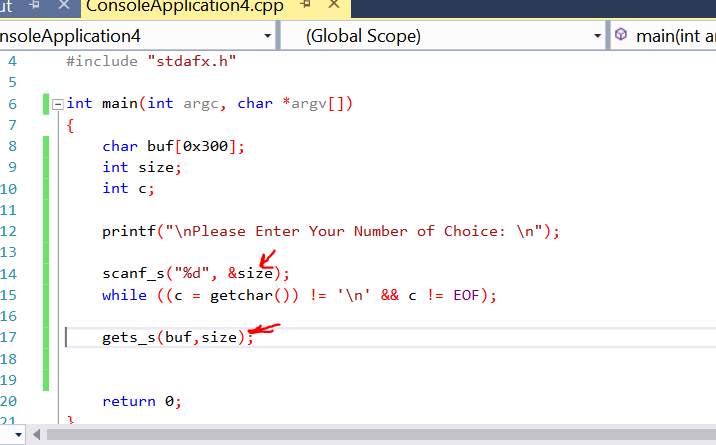 ut ConsoleApplication4.cpp
nsoleApplication4 (Global Scope) main(int ar
4 #include "stdafx.h"
5
6 int main(int argc, char *argv[])
7 {
8 char buf[0x300];
9 int size;
10 int c;
11
12 printf("\nPlease Enter Your Number of Choice: \n");
13
14 scanf_s("%d", &size);
15 while ((c = getchar()) != '\n' && c != EOF);
16
17 gets_s(buf,size);
18
19
20 return 0;
21 }